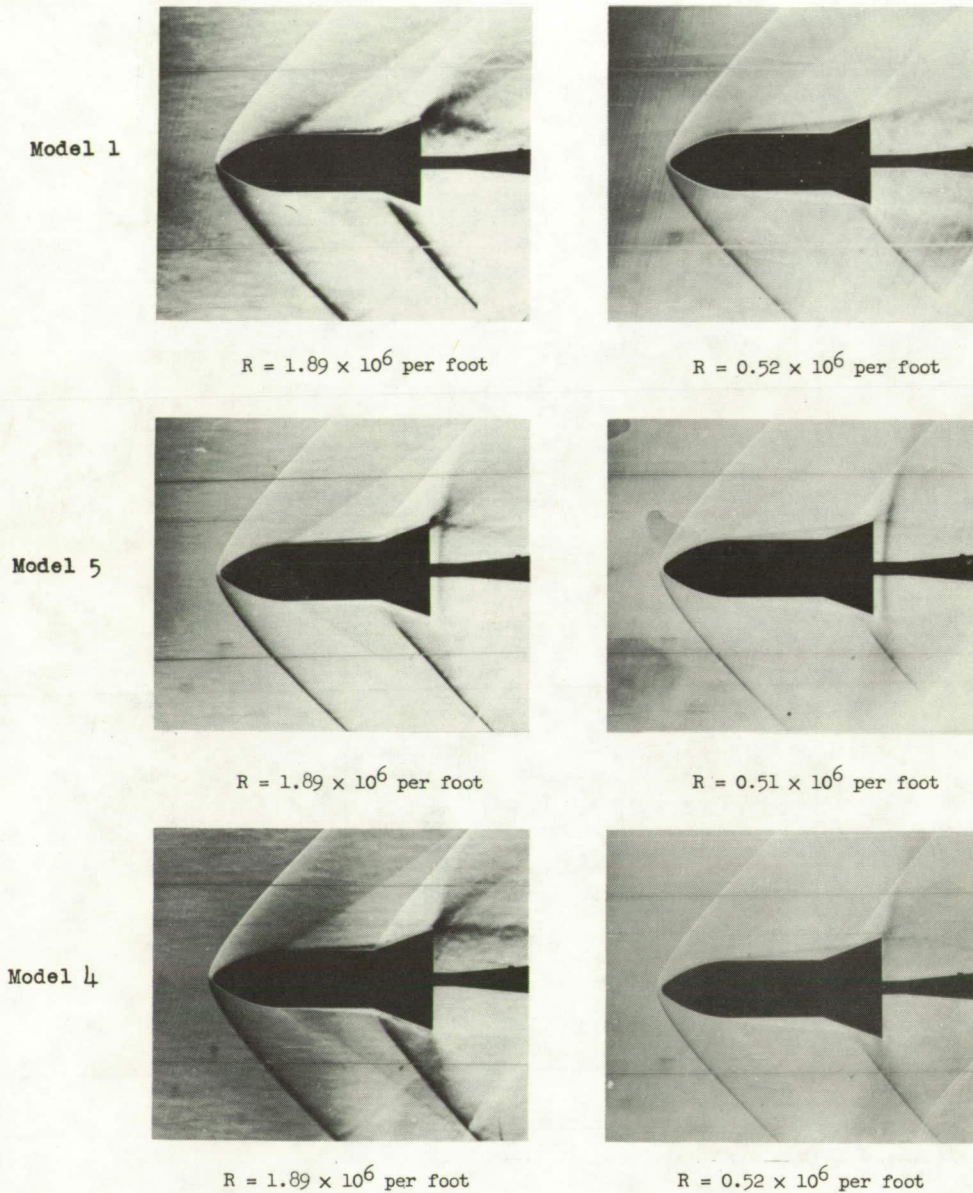 Model 1
R = 1.89 × 10⁶ per foot
R = 0.52 × 10⁶ per foot
Model 5
R = 1.89 × 10⁶ per foot
R = 0.51 × 10⁶ per foot
Model 4
R = 1.89 × 10⁶ per foot
R = 0.52 × 10⁶ per foot